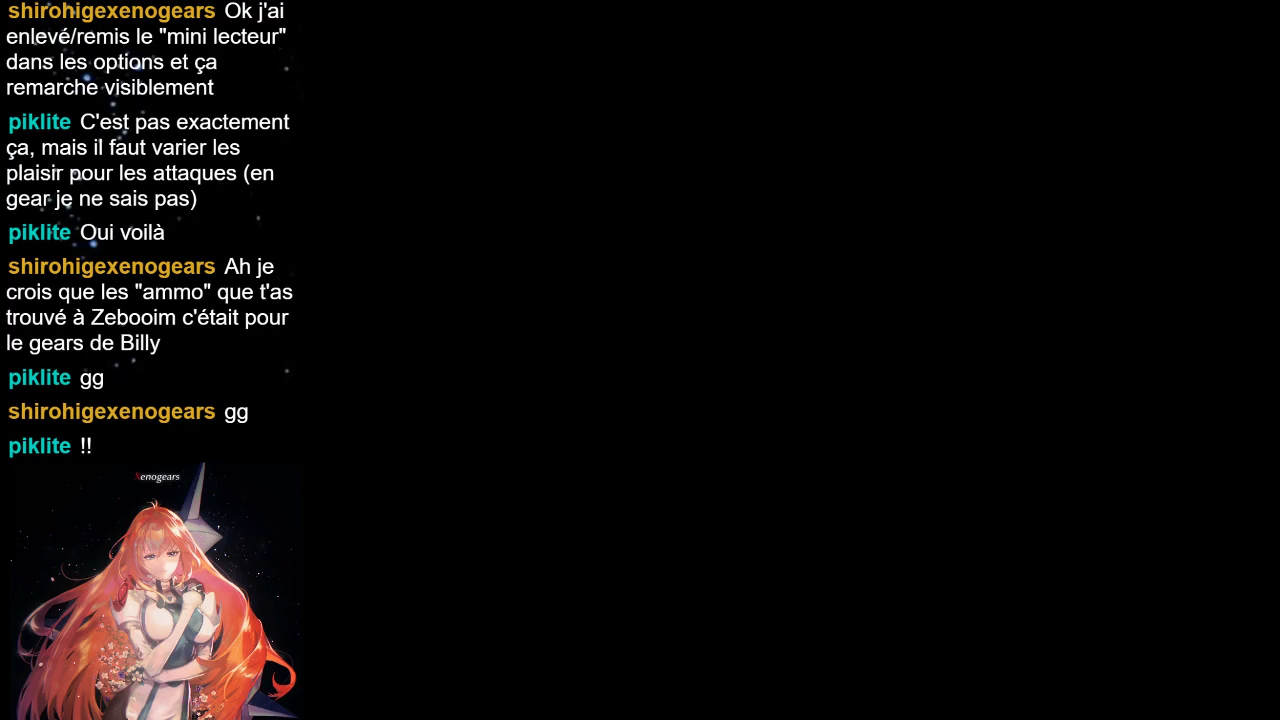 shirohigexenogears Ok j'ai
enlevé/remis le "mini lecteur"
dans les options et ça
remarche visiblement
piklite C'est pas exactement
ça, mais il faut varier les
plaisir pour les attaques (en
gear je ne sais pas)
piklite Oui voilà
shirohigexenogears Ah je
crois que les "ammo" que t'as
trouvé à Zebooim c'était pour
le gears de Billy
piklite gg
shirohigexenogears gg
piklite !!
Xenogears